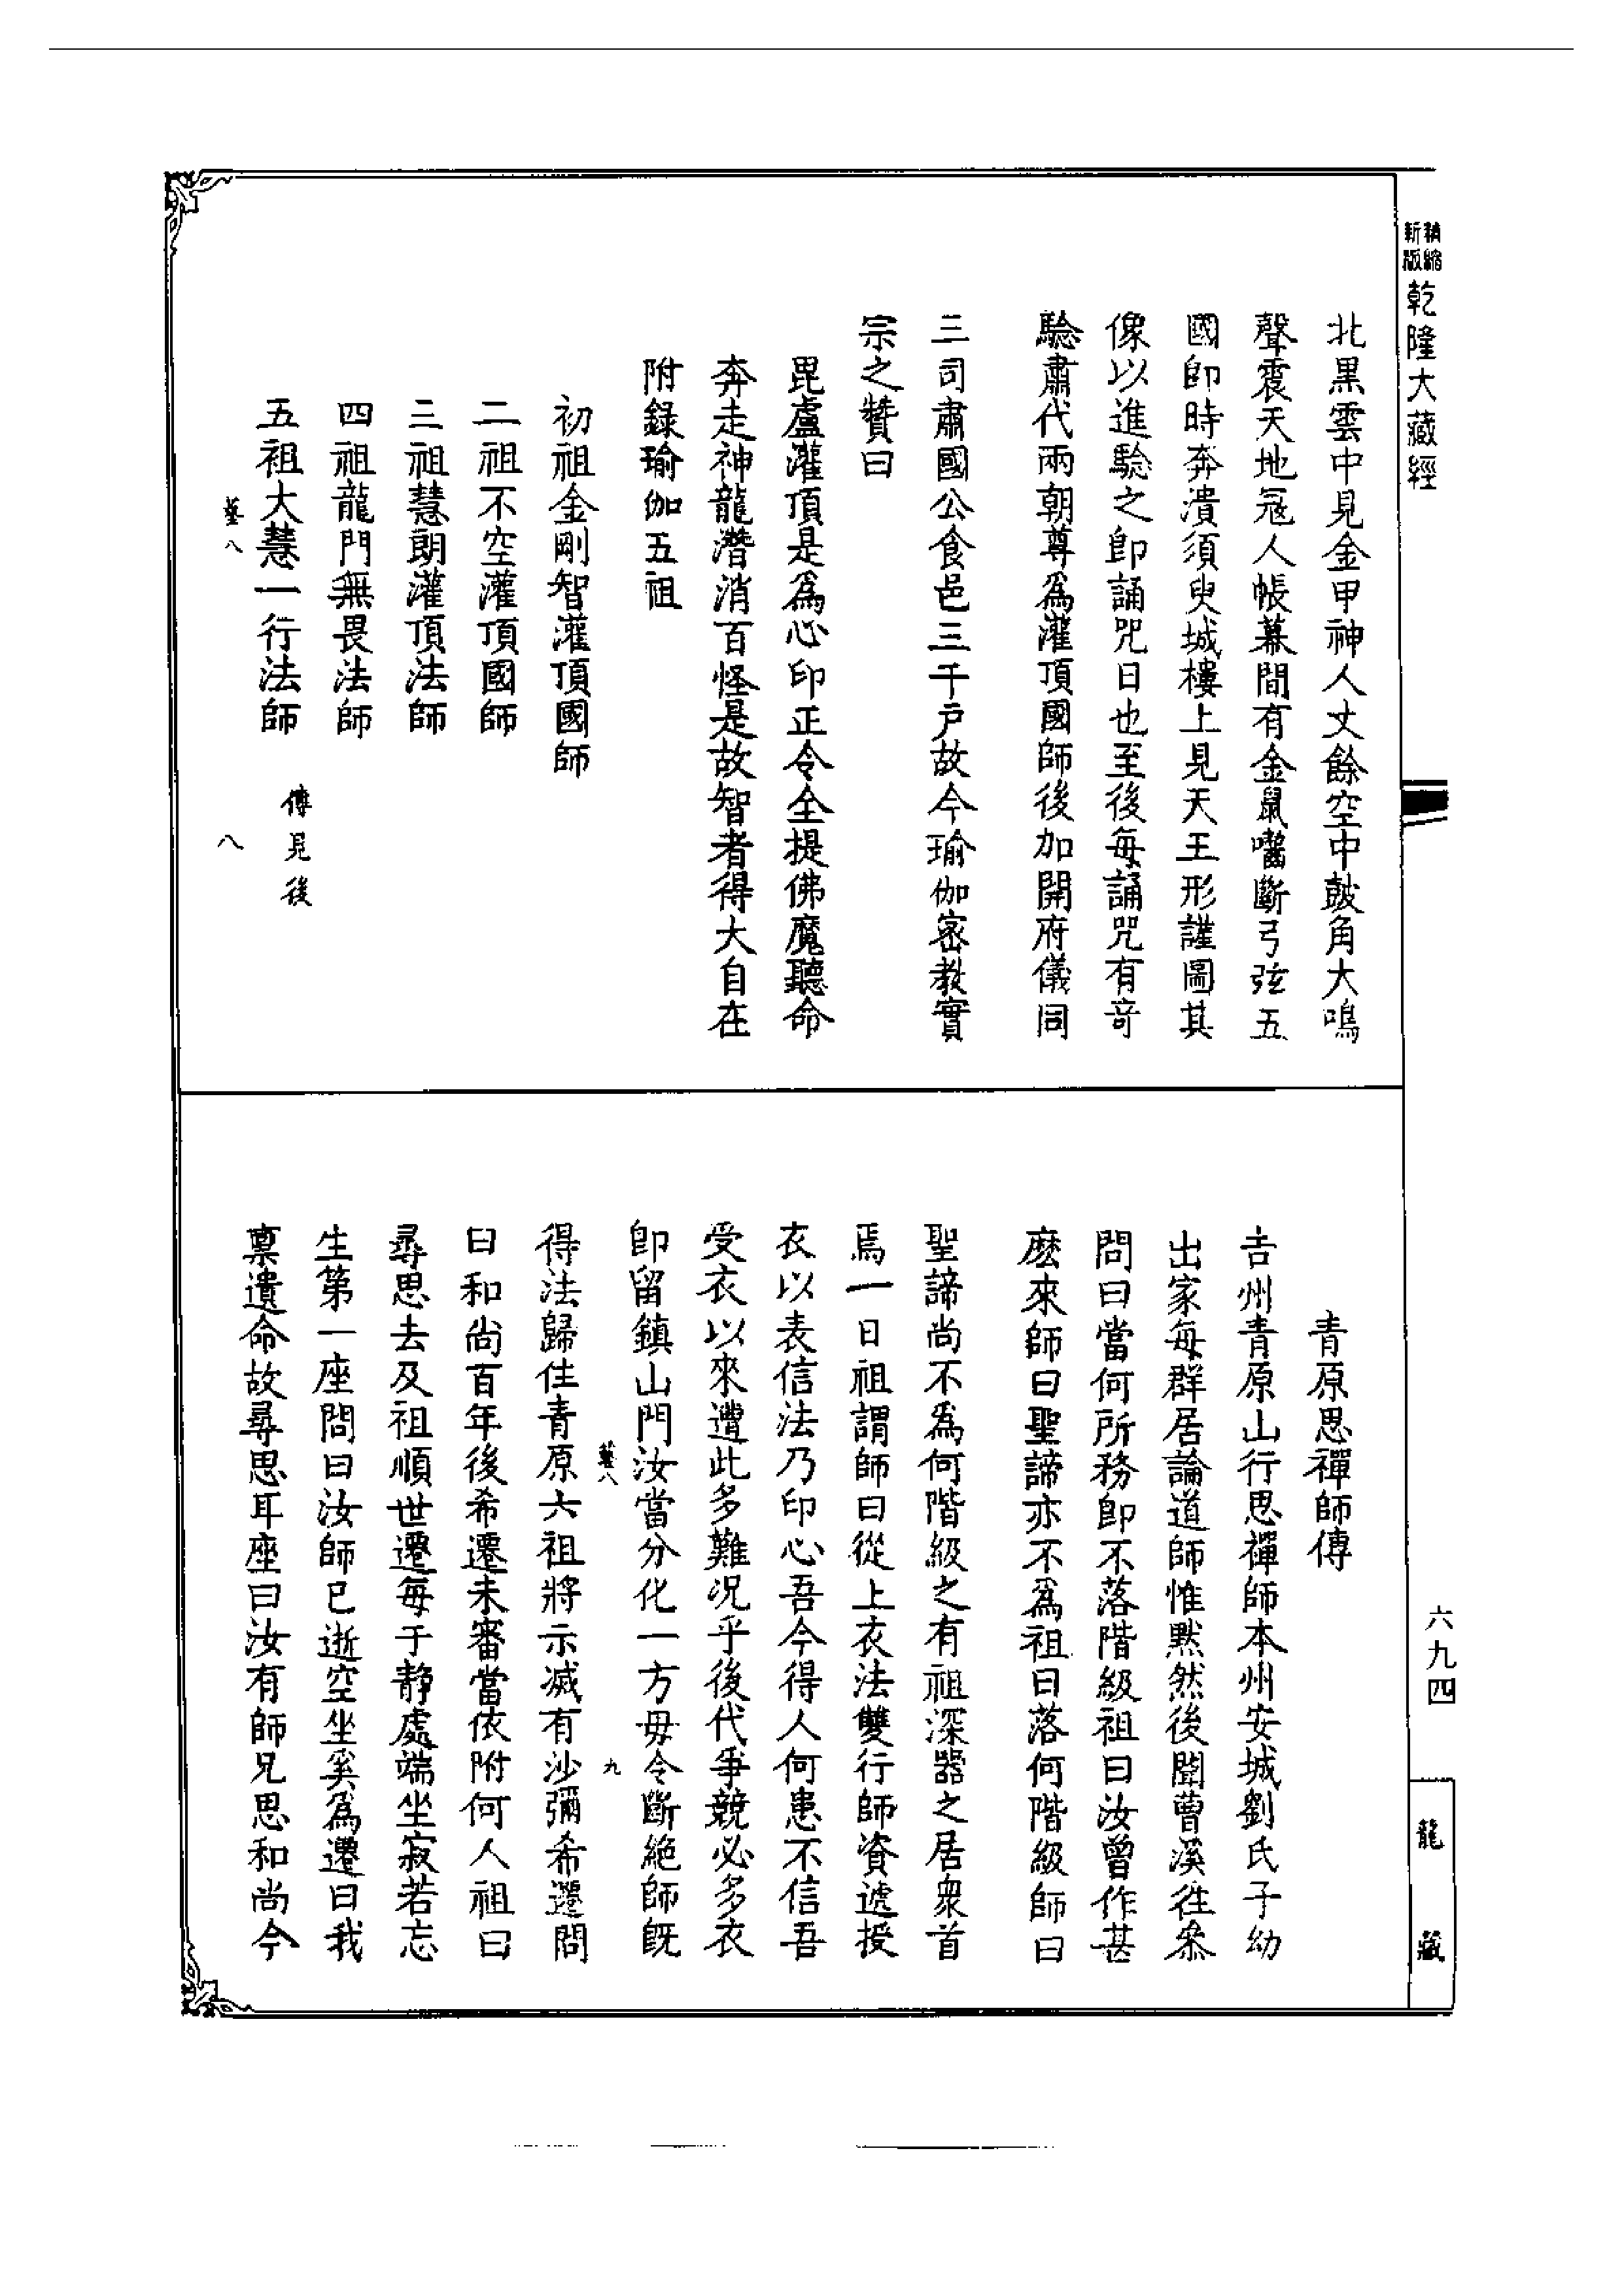 精縮
新版
乾隆大藏經
北黑雲中見金甲神人丈餘空中鼓角大鳴
聲震天地冦人帳幕間有金鼠囓斷弓弦五
國卽時奔潰須臾城樓上見天王形謹圖其
像以進驗之卽誦咒日也至後每誦咒有竒
驗肅代兩朝尊爲灌頂國師後加開府儀同
三司肅國公食邑三千戶故今瑜伽密教實
宗之贊曰
毘盧灌頂是爲心印正令全提佛魔聽命
奔走神龍潛消百怪是故智者得大自在
附錄瑜伽五祖
初祖金剛智灌頂國師
二祖不空灌頂國師
三祖慧朗灌頂法師
四祖龍門無畏法師
五祖大慧一行法師 傳見後
八
八
青原思禪師傳
吉州青原山行思禪師本州安城劉氏子幼
出家每群居論道師惟黙然後聞曹溪往叅
問曰當何所務卽不落階級祖曰汝曾作甚
麽來師曰聖諦亦不爲祖曰落何階級師曰
聖諦尚不爲何階級之有祖深器之居衆首
焉一日祖謂師曰從上衣法雙行師資遞授
衣以表信法乃印心吾今得人何患不信吾
受衣以來遭此多難況乎後代爭競必多衣
卽留鎮山門汝當分化一方毋令斷絶師旣
八
九
得法歸住青原六祖將示滅有沙彌希遷問
曰和尚百年後希遷未審當依附何人祖曰
尋思去及祖順世遷每于靜處端坐寂若忘
生第一座問曰汝師已逝空坐奚爲遷曰我
稟遺命故尋思耳座曰汝有師兄思和尚今
六九四
龍藏